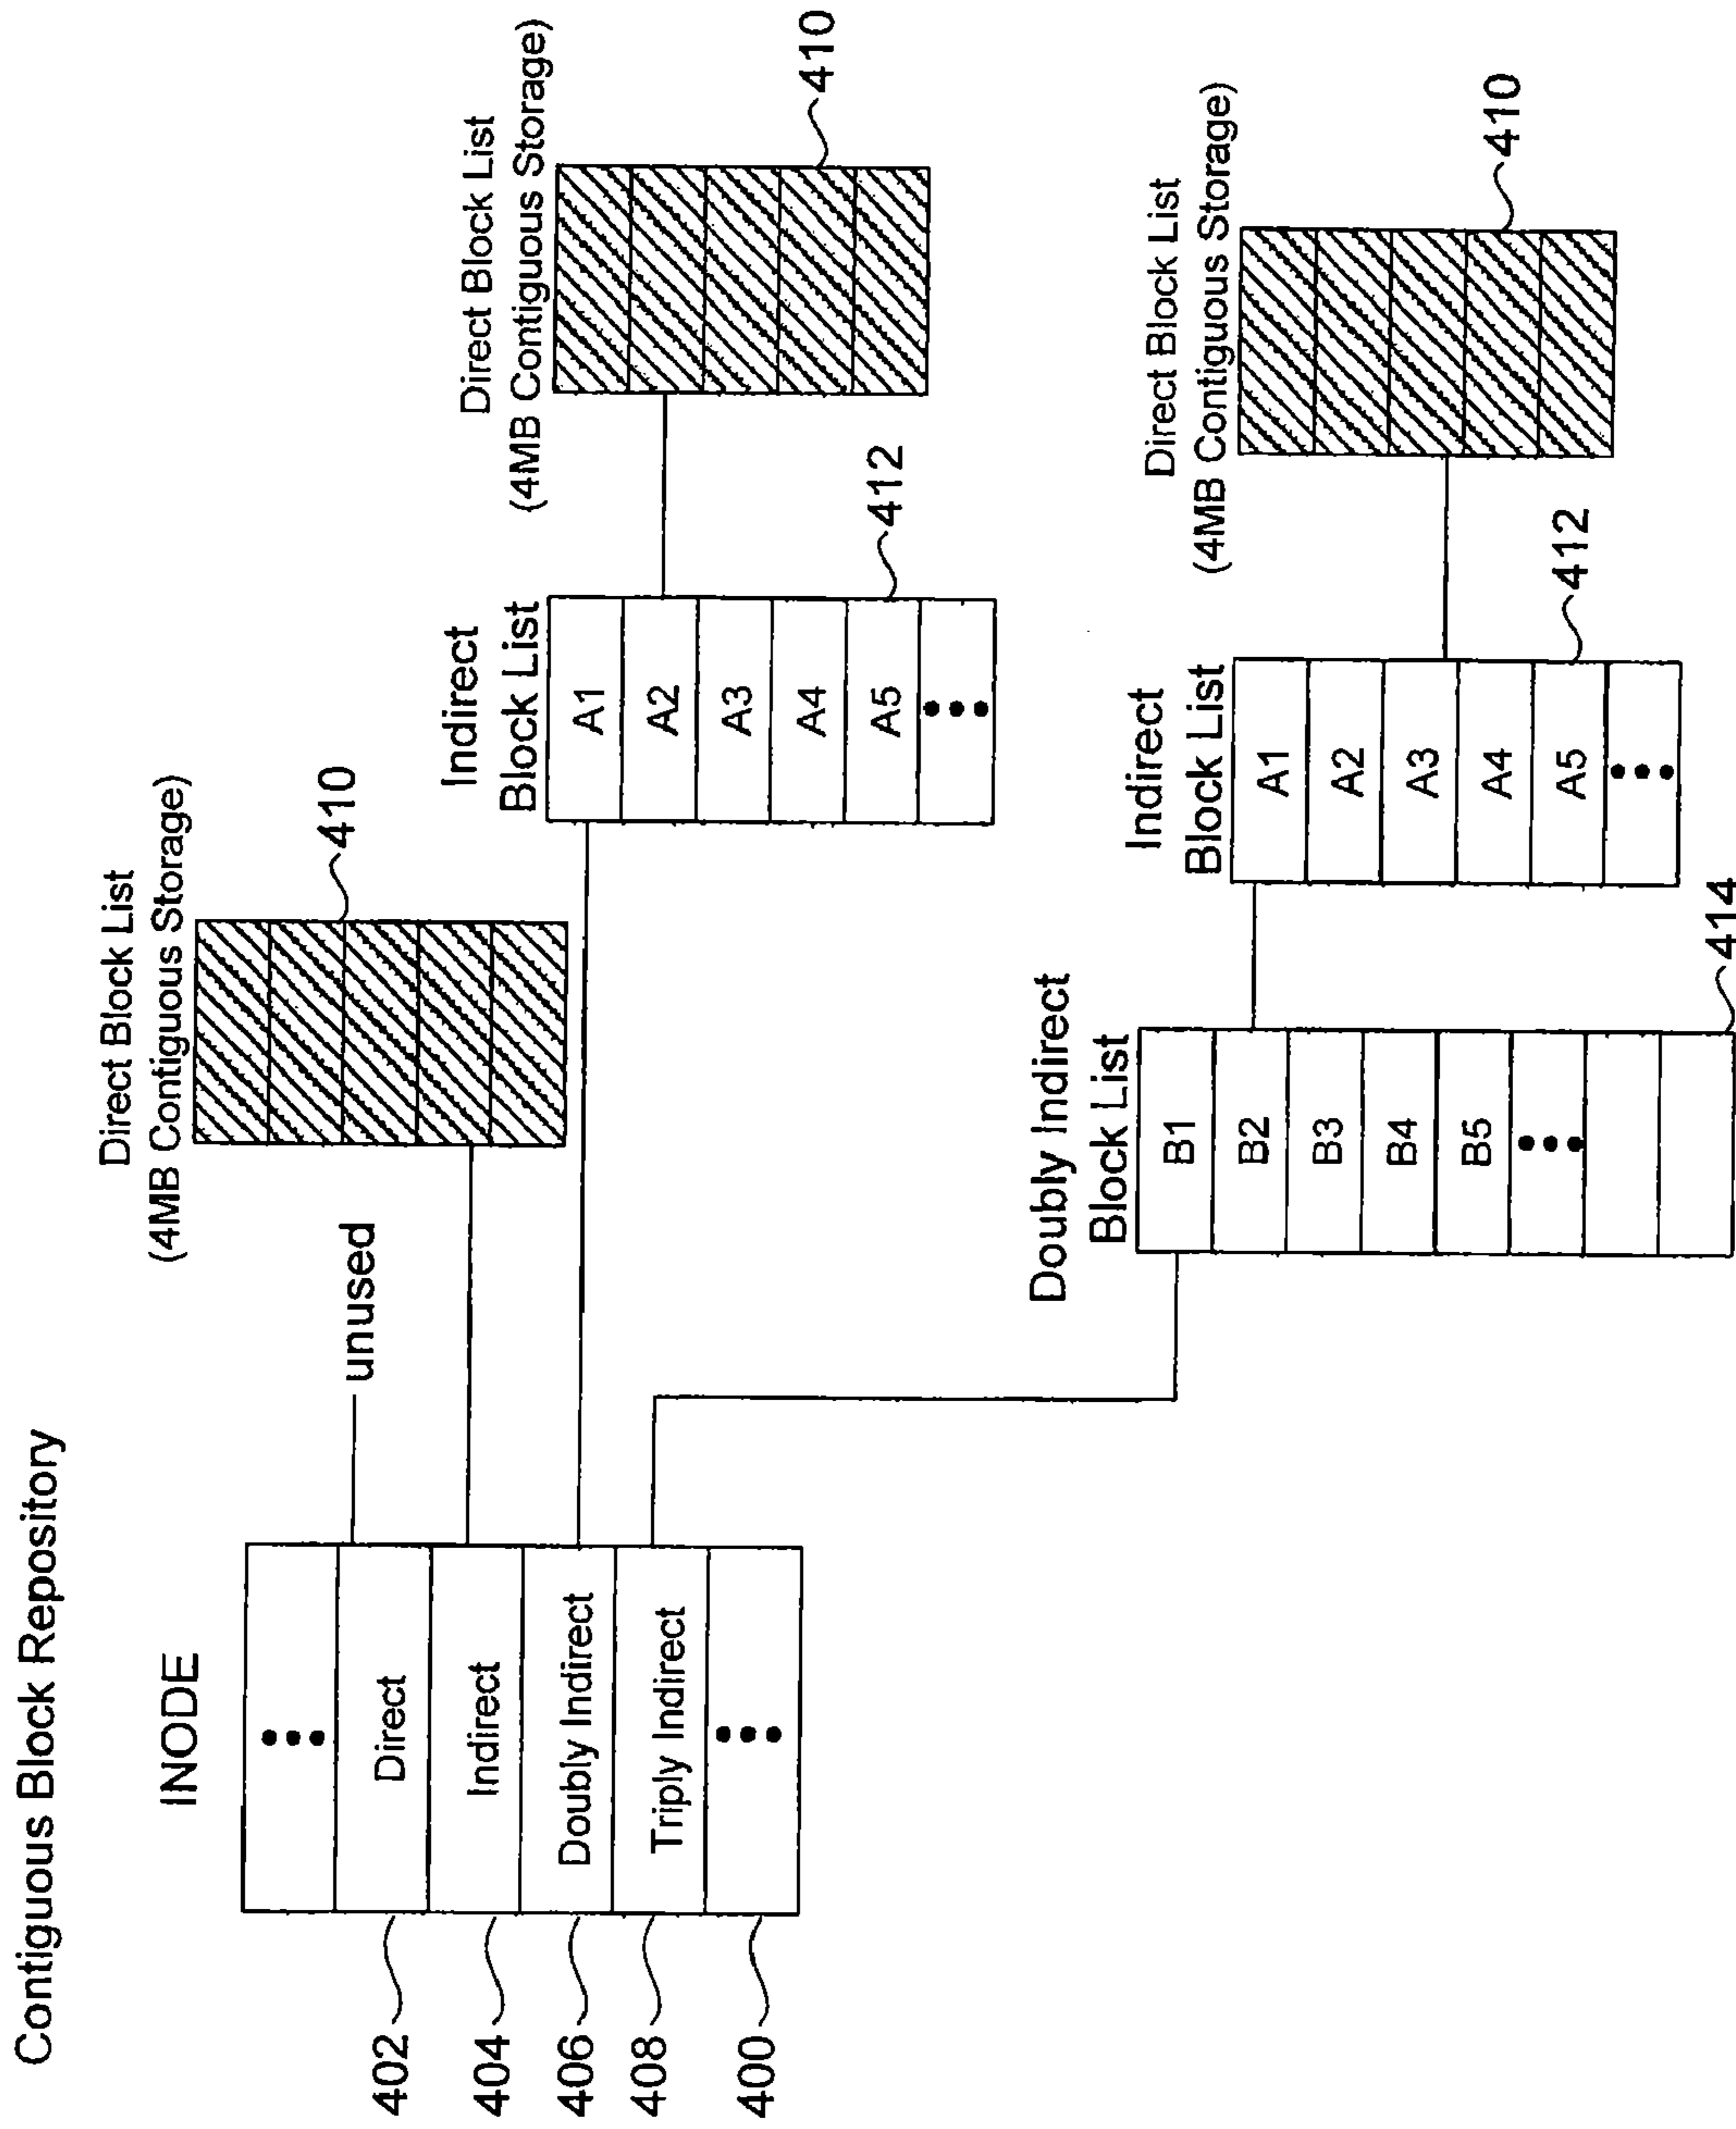 Contiguous Block Repository
INODE
•••
Direct
Indirect
Doubly Indirect
Triply Indirect
•••
402
404
406
408
400
unused
Direct Block List
(4MB Contiguous Storage)
410
Indirect
Block List
A1
A2
A3
A4
A5
•••
412
Direct Block List
(4MB Contiguous Storage)
410
Doubly Indirect
Block List
B1
B2
B3
B4
B5
•••
414
Indirect
Block List
A1
A2
A3
A4
A5
•••
412
Direct Block List
(4MB Contiguous Storage)
410